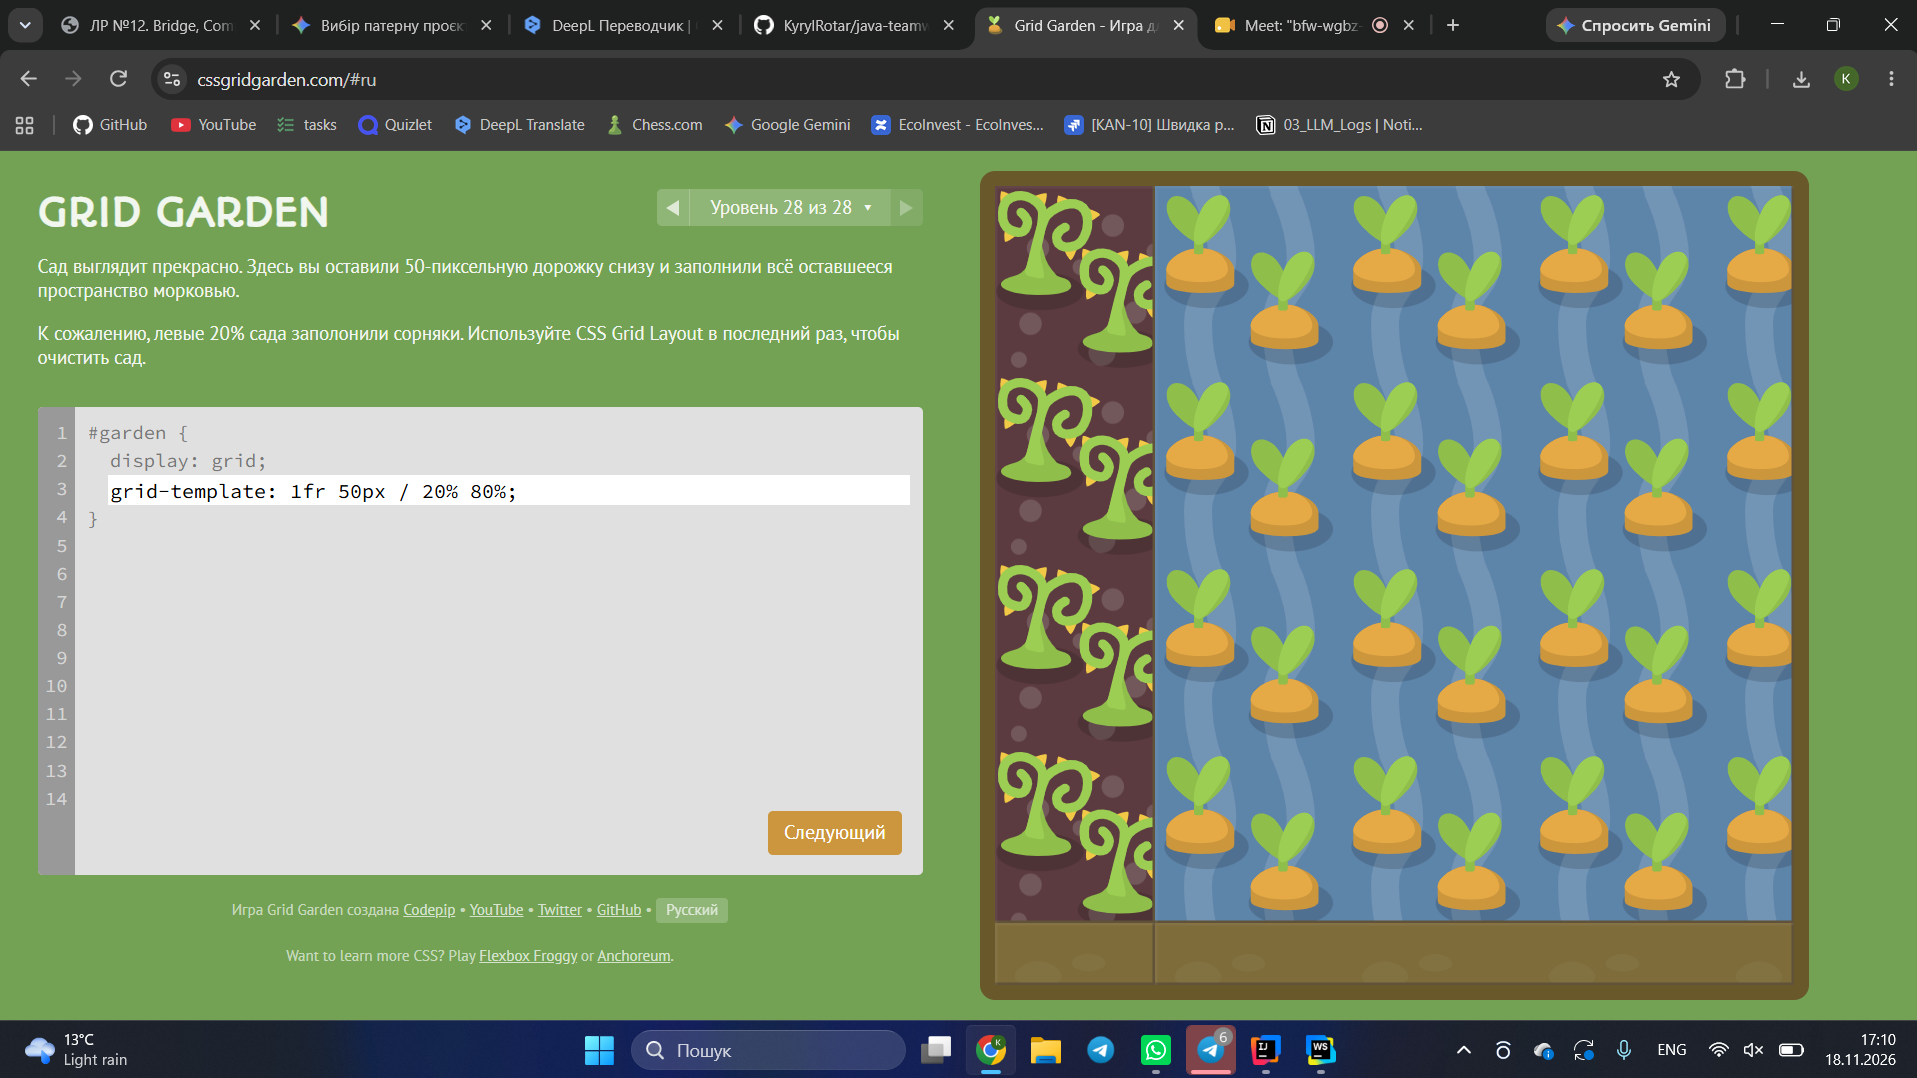 ЛР №12. Bridge, Com
Вибір патерну проєк
DeepL Переводчик |
KyrylRotar/java-teamw
Grid Garden - Игра д
Meet: "bfw-wgbz-
Спросить Gemini
cssgridgarden.com/#ru
K
GitHub
YouTube
tasks
Quizlet
DeepL Translate
Chess.com
Google Gemini
EcoInvest - EcoInves...
[KAN-10] Швидка р...
03_LLM_Logs | Noti...
GRID GARDEN
Уровень 28 из 28
Сад выглядит прекрасно. Здесь вы оставили 50-пиксельную дорожку снизу и заполнили всё оставшееся
пространство морковью.
К сожалению, левые 20% сада заполонили сорняки. Используйте CSS Grid Layout в последний раз, чтобы
очистить сад.
1 #garden {
2 display: grid;
3 grid-template: 1fr 50px / 20% 80%;
4 }
5
6
7
8
9
10
11
12
13
14
Следующий
Игра Grid Garden создана Codepip • YouTube • Twitter • GitHub • Русский
Want to learn more CSS? Play Flexbox Froggy or Anchoreum.
13°C
Light rain
Пошук
K
6
IJ
WS
ENG
17:10
18.11.2026